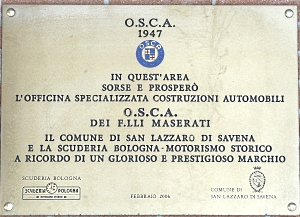 O.S.C.A.
1947
OSCA
IN QUEST'AREA
SORSE E PROSPERÒ
L'OFFICINA SPECIALIZZATA COSTRUZIONI AUTOMOBILI
O.S.C.A.
DEI F.LLI MASERATI
IL COMUNE DI SAN LAZZARO DI SAVENA
E LA SCUDERIA BOLOGNA-MOTORISMO STORICO
A RICORDO DI UN GLORIOSO E PRESTIGIOSO MARCHIO
SCUDERIA BOLOGNA
SCUDERIA BOLOGNA
FEBBRAIO 2006
COMUNE DI
SAN LAZZARO DI SAVENA